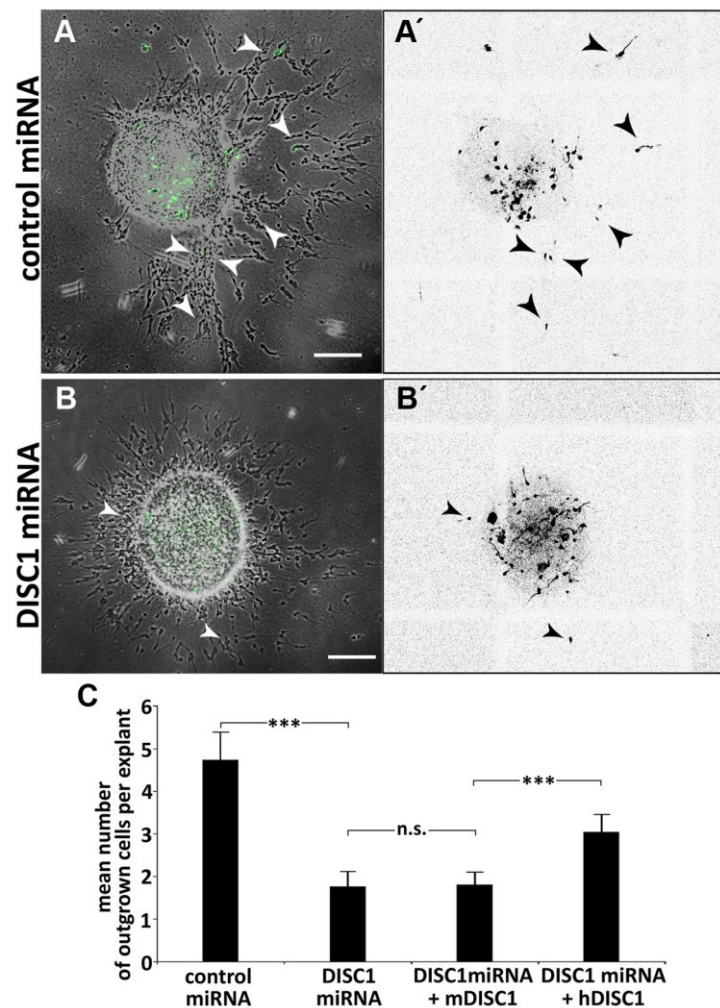 A
A´
control miRNA
B
B´
DISC1 miRNA
C
mean number
of outgrown cells per explant
6
5
4
3
2
1
0
***
n.s.
***
control
miRNA
DISC1
miRNA
DISC1miRNA
+ mDISC1
DISC1 miRNA
+ hDISC1